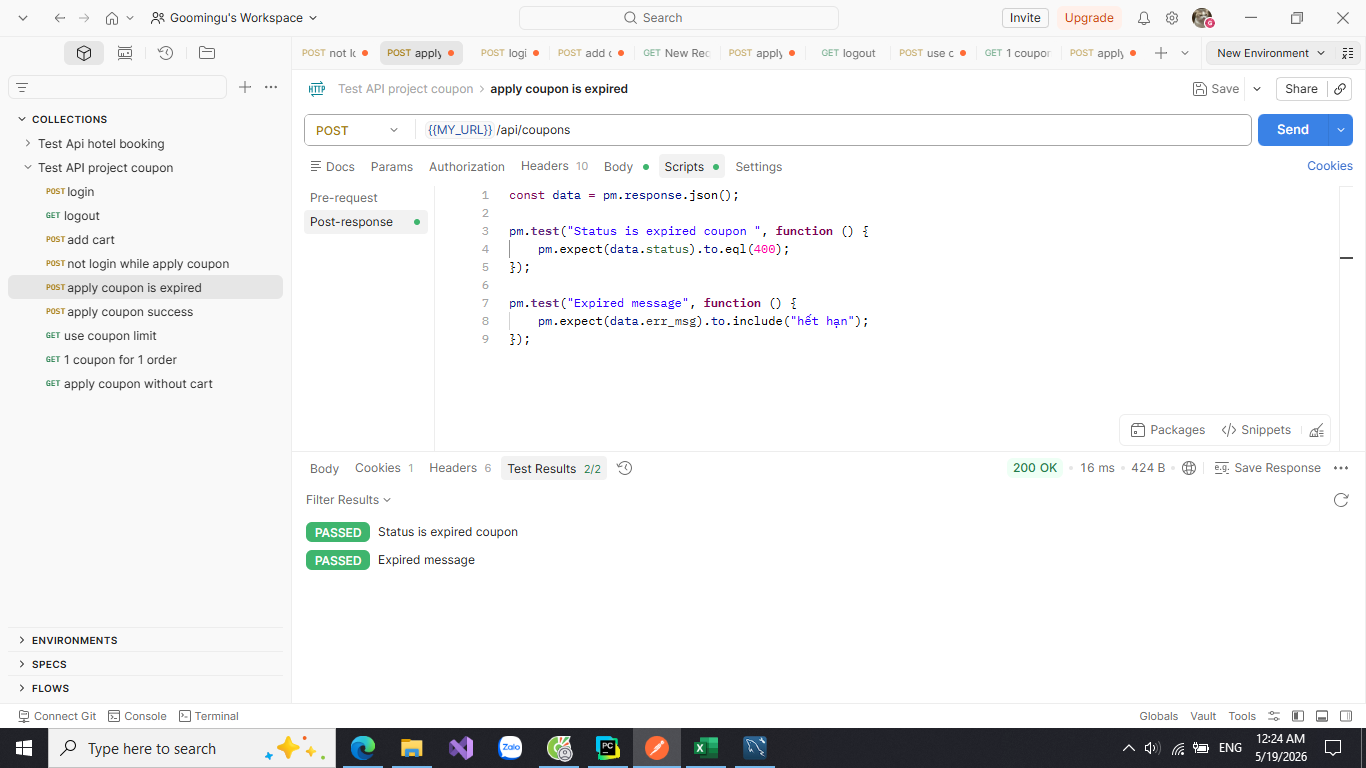 Goomingu's Workspace
Search
Invite
Upgrade
POST not lo
POST apply
POST logi
POST add c
GET New Rec
POST apply
GET logout
POST use c
GET 1 coupor
POST apply
New Environment
COLLECTIONS
Test Api hotel booking
Test API project coupon
POST login
GET logout
POST add cart
POST not login while apply coupon
POST apply coupon is expired
POST apply coupon success
GET use coupon limit
GET 1 coupon for 1 order
GET apply coupon without cart
ENVIRONMENTS
SPECS
FLOWS
HTTP Test API project coupon > apply coupon is expired
Save
Share
POST
{{MY_URL}} /api/coupons
Send
Docs Params Authorization Headers 10 Body Scripts Settings
Cookies
Pre-request
Post-response
1 const data = pm.response.json();
2
3 pm.test("Status is expired coupon ", function () {
4 pm.expect(data.status).to.eql(400);
5 });
6
7 pm.test("Expired message", function () {
8 pm.expect(data.err_msg).to.include("hết hạn");
9 });
Packages Snippets
Body Cookies 1 Headers 6 Test Results 2/2
200 OK • 16 ms • 424 B • e.g. Save Response
Filter Results
PASSED Status is expired coupon
PASSED Expired message
Connect Git Console Terminal
Globals Vault Tools
Type here to search
Zalo
PC
ENG
12:24 AM
5/19/2026